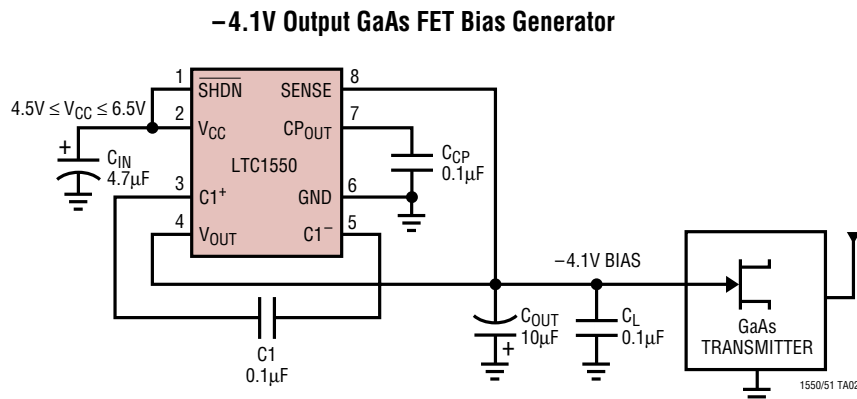 –4.1V Output GaAs FET Bias Generator
1
SHDN
SENSE
8
4.5V ≤ VCC ≤ 6.5V
2
VCC
CPOUT
7
+
CIN
4.7µF
LTC1550
CCP
0.1µF
3
C1+
GND
6
4
VOUT
C1–
5
–4.1V BIAS
C1
0.1µF
COUT
10µF
+
CL
0.1µF
GaAs
TRANSMITTER
1550/51 TA02